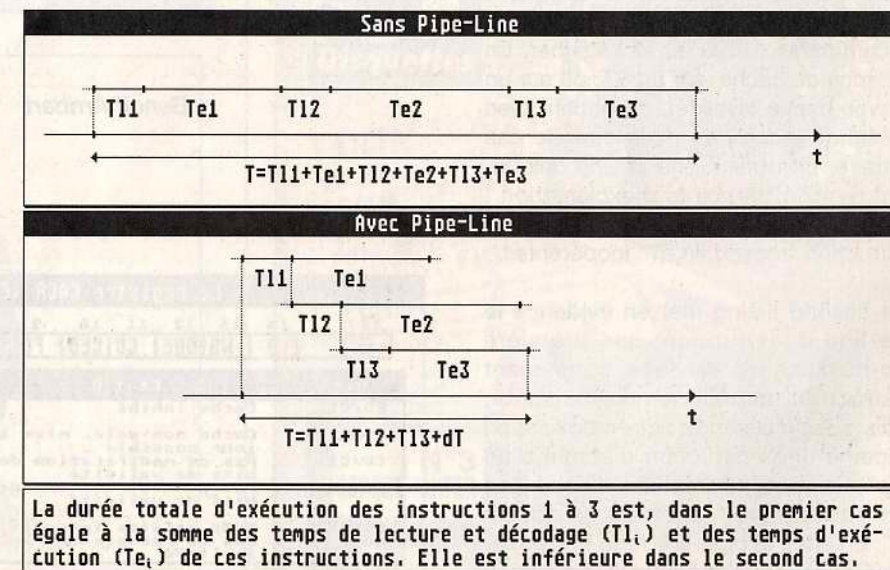 Sans Pipe-Line
Tl1 Te1 Tl2 Te2 Tl3 Te3
t
T=Tl1+Te1+Tl2+Te2+Tl3+Te3
Avec Pipe-Line
Tl1 Te1
Tl2 Te2
Tl3 Te3
t
T=Tl1+Tl2+Tl3+dT
La durée totale d'exécution des instructions 1 à 3 est, dans le premier cas
égale à la somme des temps de lecture et décodage (Tlᵢ) et des temps d'exé-
cution (Teᵢ) de ces instructions. Elle est inférieure dans le second cas.